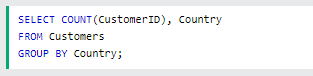 SELECT COUNT(CustomerID), Country
FROM Customers
GROUP BY Country;